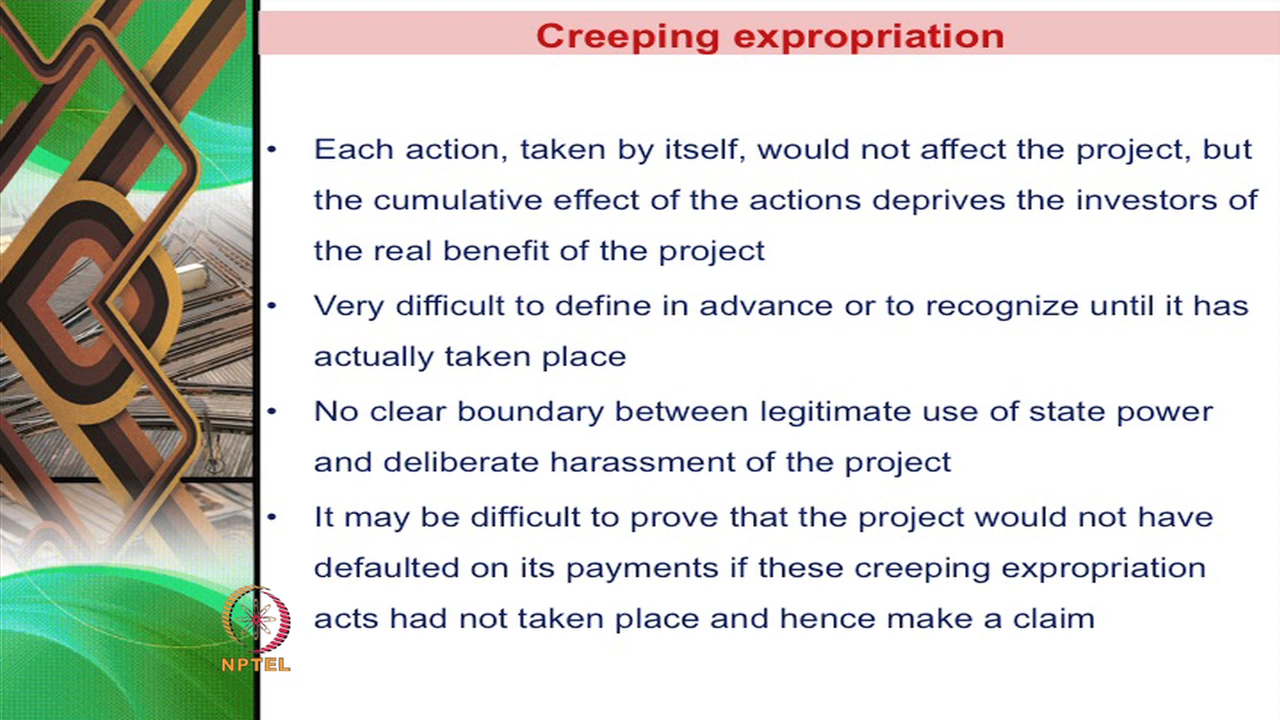 Creeping expropriation
• Each action, taken by itself, would not affect the project, but
the cumulative effect of the actions deprives the investors of
the real benefit of the project
• Very difficult to define in advance or to recognize until it has
actually taken place
• No clear boundary between legitimate use of state power
and deliberate harassment of the project
• It may be difficult to prove that the project would not have
defaulted on its payments if these creeping expropriation
acts had not taken place and hence make a claim
NPTEL